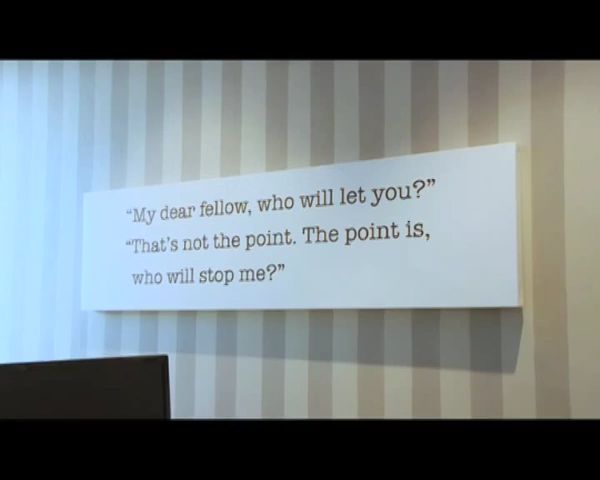 “My dear fellow, who will let you?”
“That’s not the point. The point is,
who will stop me?”